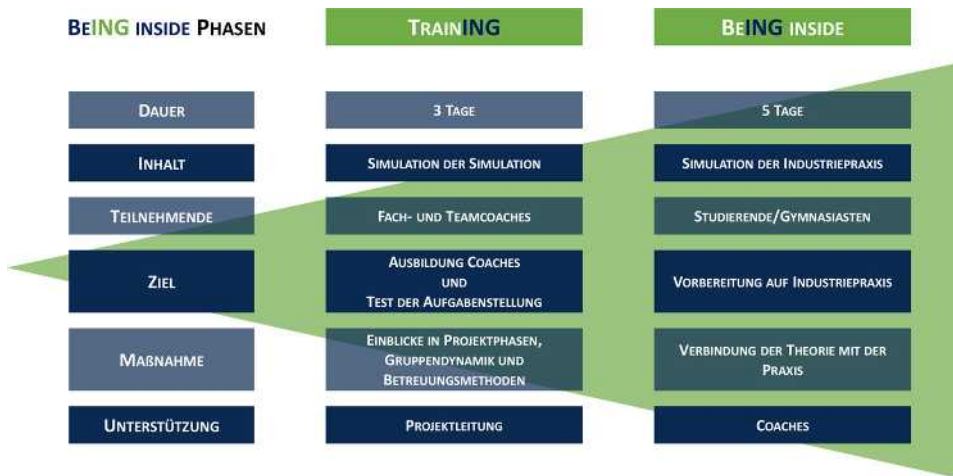 BeING inside Phasen
TrainING
BeING inside
Dauer
3 Tage
5 Tage
Inhalt
Simulation der Simulation
Simulation der Industriepraxis
Teilnehmende
Fach- und Teamcoaches
Studierende/Gymnasiasten
Ziel
Ausbildung Coaches
und
Test der Aufgabenstellung
Vorbereitung auf Industriepraxis
Maßnahme
Einblicke in Projektphasen,
Gruppendynamik und
Betreuungsmethoden
Verbindung der Theorie mit der
Praxis
Unterstützung
Projektleitung
Coaches